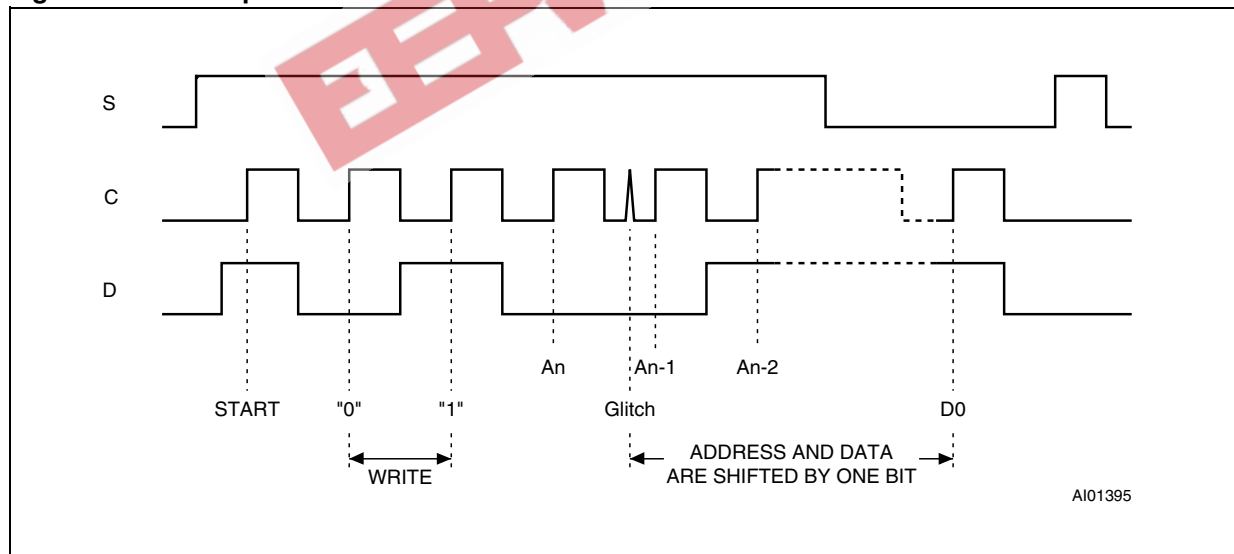 S
C
D
An An-1 An-2
START "0" "1" Glitch D0
WRITE
ADDRESS AND DATA
ARE SHIFTED BY ONE BIT
AI01395